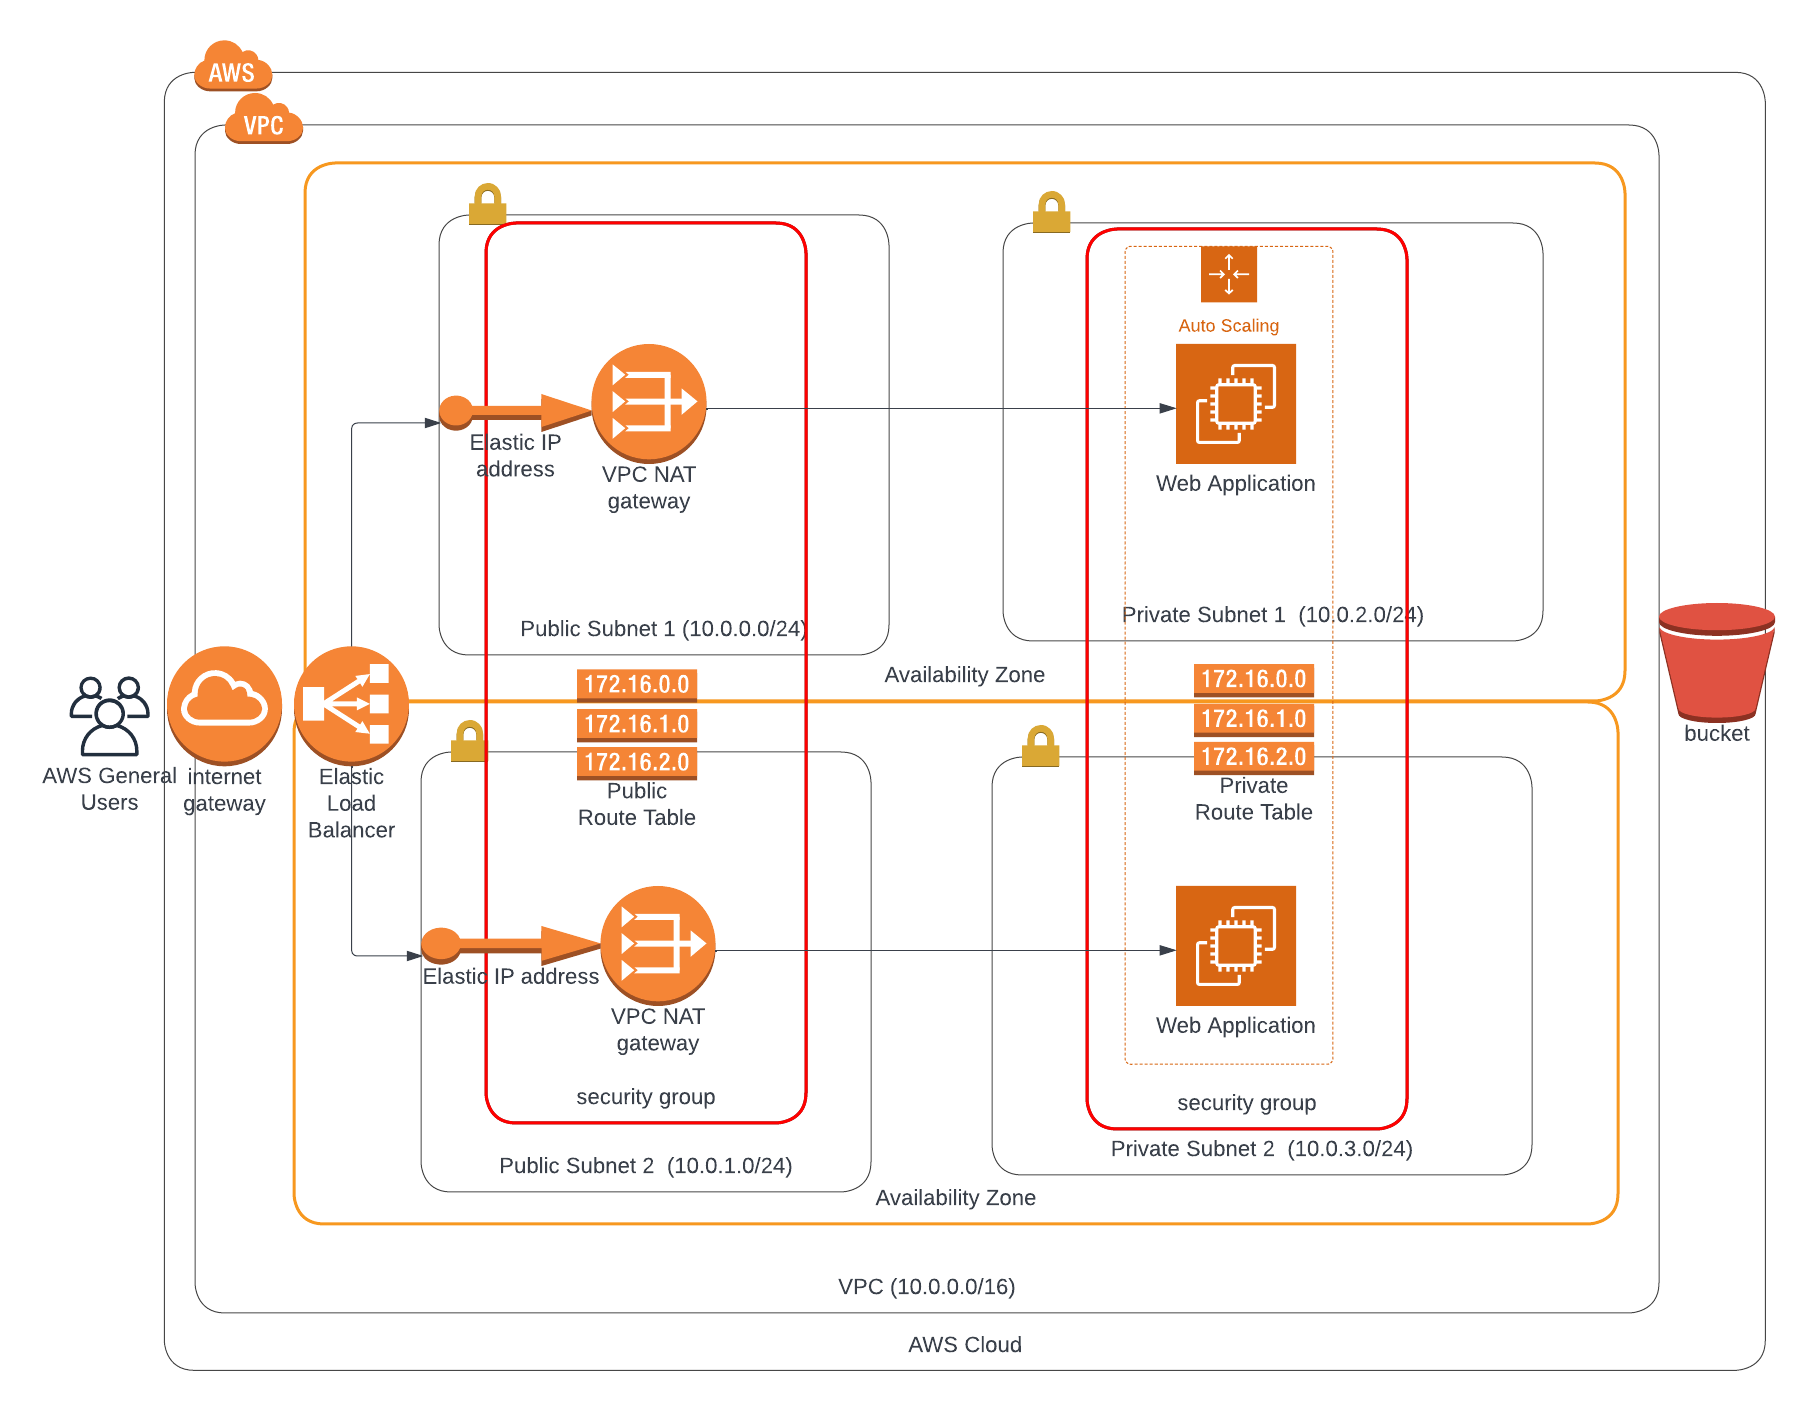 AWS
VPC
Auto Scaling
Elastic IP
address
VPC NAT
gateway
Web Application
Public Subnet 1 (10.0.0.0/24)
Private Subnet 1  (10.0.2.0/24)
Availability Zone
172.16.0.0
172.16.1.0
172.16.2.0
Public
Route Table
172.16.0.0
172.16.1.0
172.16.2.0
Private
Route Table
AWS General
Users
internet
gateway
Elastic
Load
Balancer
bucket
Elastic IP address
VPC NAT
gateway
Web Application
security group
security group
Public Subnet 2  (10.0.1.0/24)
Private Subnet 2  (10.0.3.0/24)
Availability Zone
VPC (10.0.0.0/16)
AWS Cloud